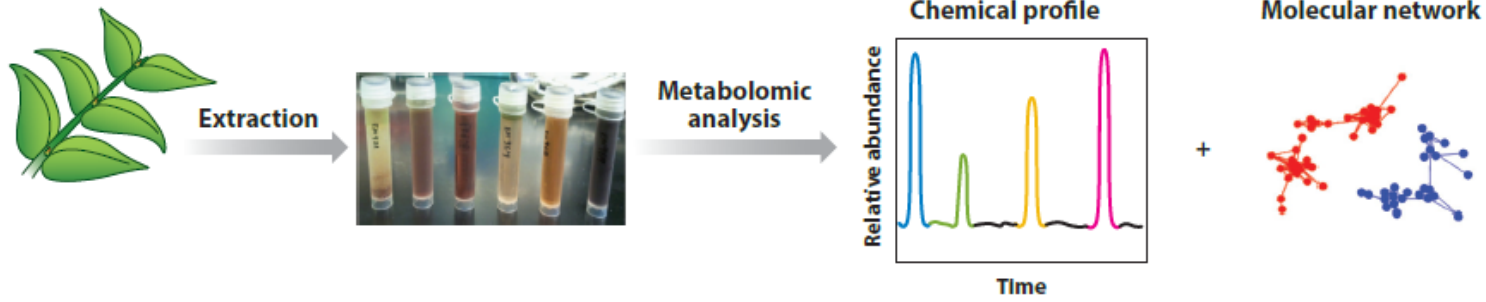 Extraction
Metabolomic
analysis
Chemical profile
Relative abundance
Time
+
Molecular network